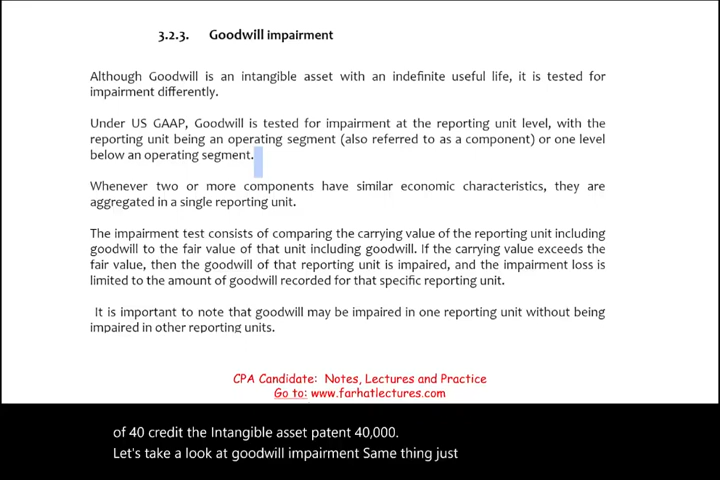 3.2.3. Goodwill impairment
Although Goodwill is an intangible asset with an indefinite useful life, it is tested for
impairment differently.
Under US GAAP, Goodwill is tested for impairment at the reporting unit level, with the
reporting unit being an operating segment (also referred to as a component) or one level
below an operating segment.
Whenever two or more components have similar economic characteristics, they are
aggregated in a single reporting unit.
The impairment test consists of comparing the carrying value of the reporting unit including
goodwill to the fair value of that unit including goodwill. If the carrying value exceeds the
fair value, then the goodwill of that reporting unit is impaired, and the impairment loss is
limited to the amount of goodwill recorded for that specific reporting unit.
It is important to note that goodwill may be impaired in one reporting unit without being
impaired in other reporting units.
CPA Candidate: Notes, Lectures and Practice
Go to: www.farhatlectures.com
of 40 credit the Intangible asset patent 40,000.
Let's take a look at goodwill impairment Same thing just